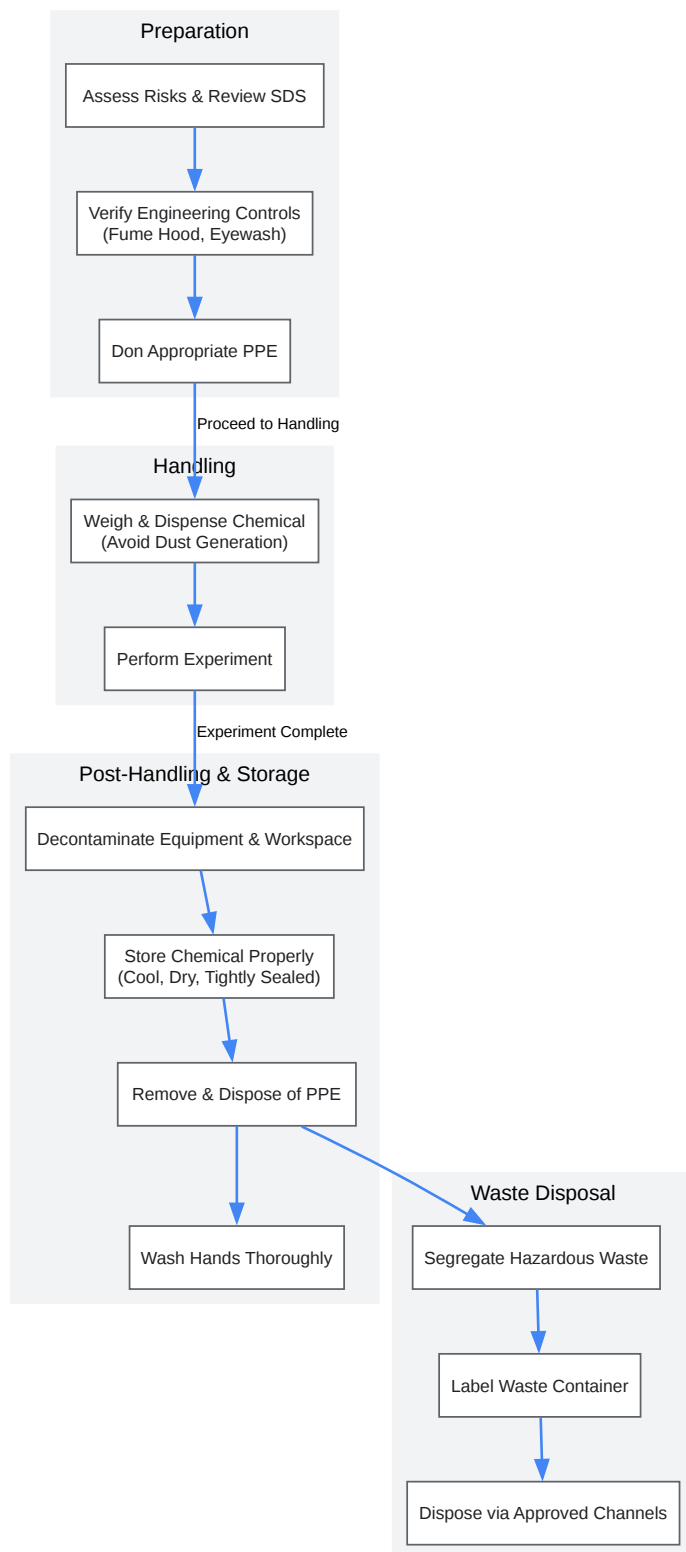 Preparation
Assess Risks & Review SDS
Verify Engineering Controls
(Fume Hood, Eyewash)
Don Appropriate PPE
Proceed to Handling
Handling
Weigh & Dispense Chemical
(Avoid Dust Generation)
Perform Experiment
Experiment Complete
Post-Handling & Storage
Decontaminate Equipment & Workspace
Store Chemical Properly
(Cool, Dry, Tightly Sealed)
Remove & Dispose of PPE
Wash Hands Thoroughly
Waste Disposal
Segregate Hazardous Waste
Label Waste Container
Dispose via Approved Channels